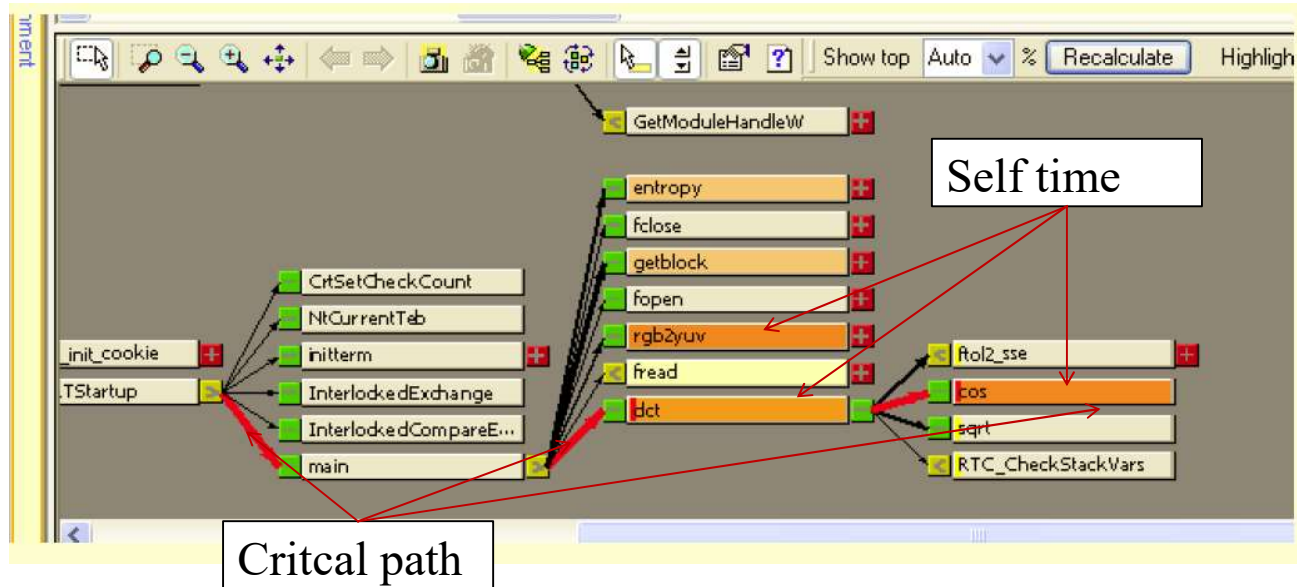 nment
Show top Auto % Recalculate Highligh
GetModuleHandleW
Self time
entropy
fclose
getblock
CrtSetCheckCount
fopen
NtCurrentTeb
rgb2yuv
_init_cookie
initterm
fread
ftol2_sse
TStartup
InterlockedExchange
dct
cos
InterlockedCompareE...
sqrt
main
RTC_CheckStackVars
Critcal path